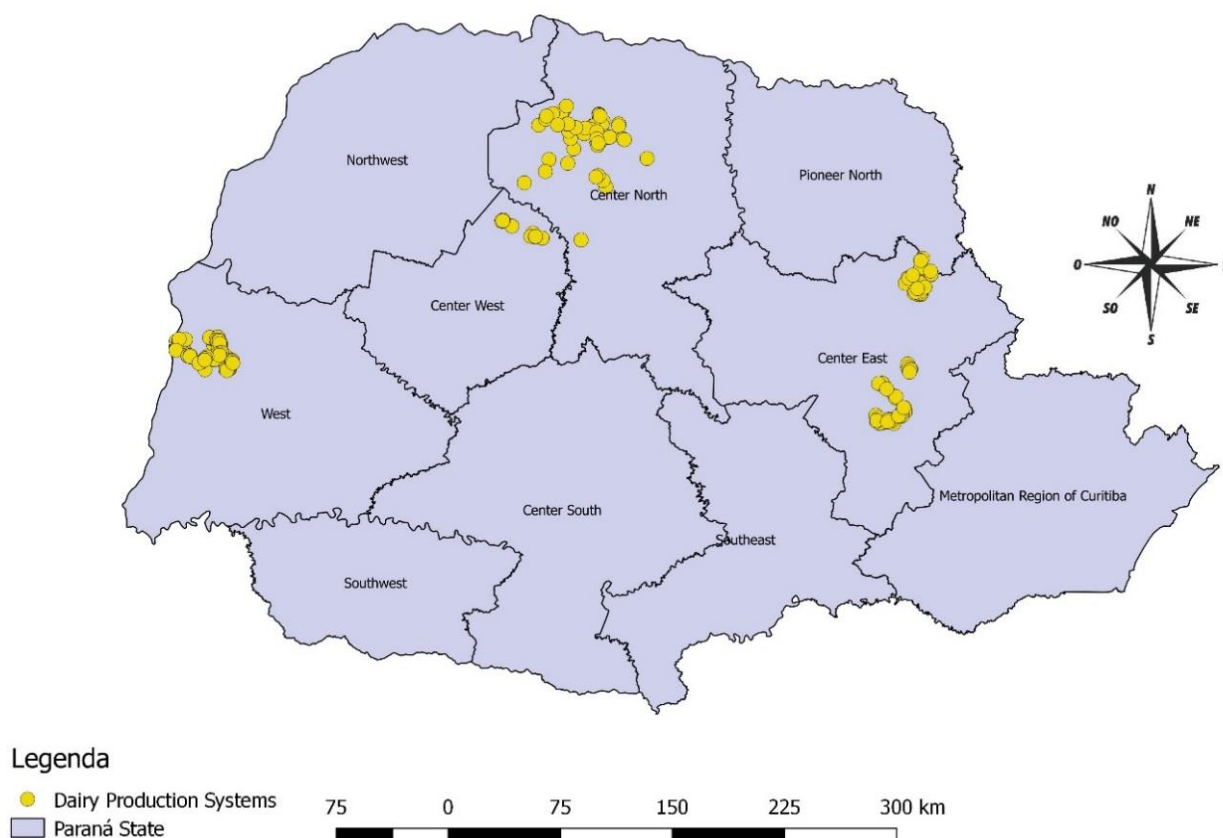 Northwest
Center North
Pioneer North
Center West
Center East
West
Center South
Southeast
Metropolitan Region of Curitiba
Southwest
N
NO
NE
O
SO
SE
S
Legenda
Dairy Production Systems
Paraná State
75 0 75 150 225 300 km